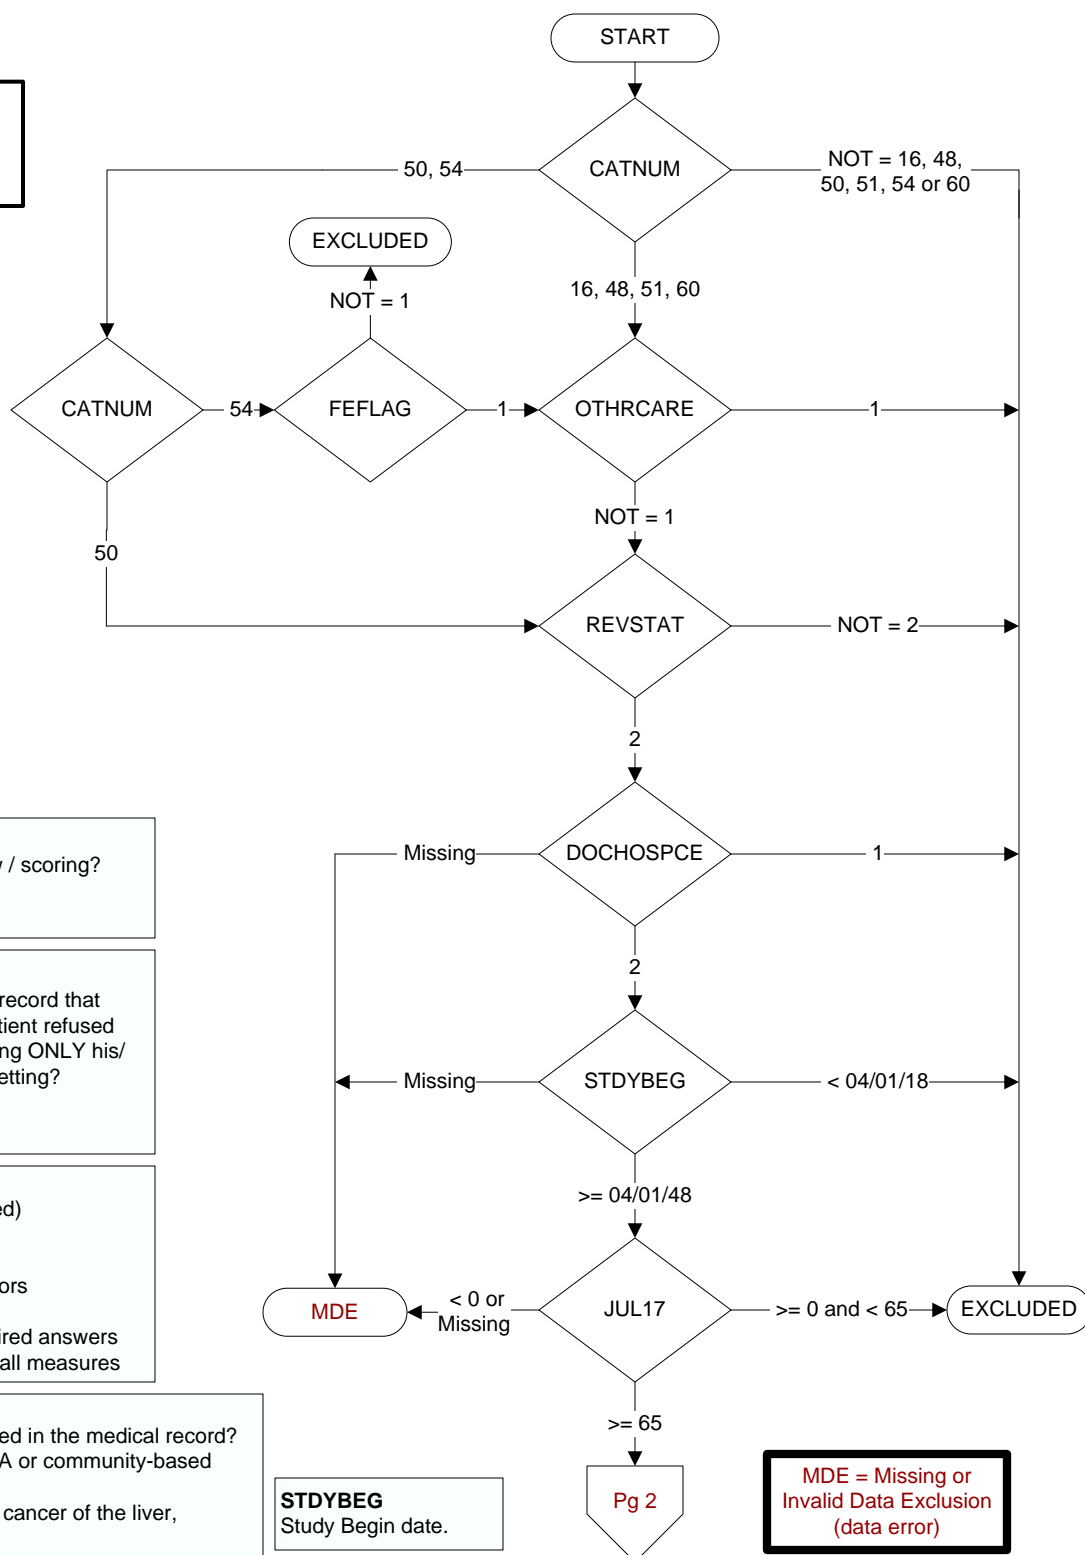 START
CATNUM
50, 54
NOT = 16, 48,
50, 51, 54 or 60
EXCLUDED
NOT = 1
16, 48, 51, 60
CATNUM
54
FEFLAG
1
OTHRCARE
1
NOT = 1
50
REVSTAT
NOT = 2
2
Missing
DOCHOSPCE
1
2
Missing
STDYBEG
< 04/01/18
>= 04/01/48
MDE
< 0 or
Missing
JUL17
>= 0 and < 65
EXCLUDED
>= 65
Pg 2
MDE = Missing or
Invalid Data Exclusion
(data error)
/ scoring?
record that
tient refused
ng ONLY his/
etting?
ed)
ors
ired answers
all measures
ed in the medical record?
A or community-based
cancer of the liver,
STDYBEG
Study Begin date.